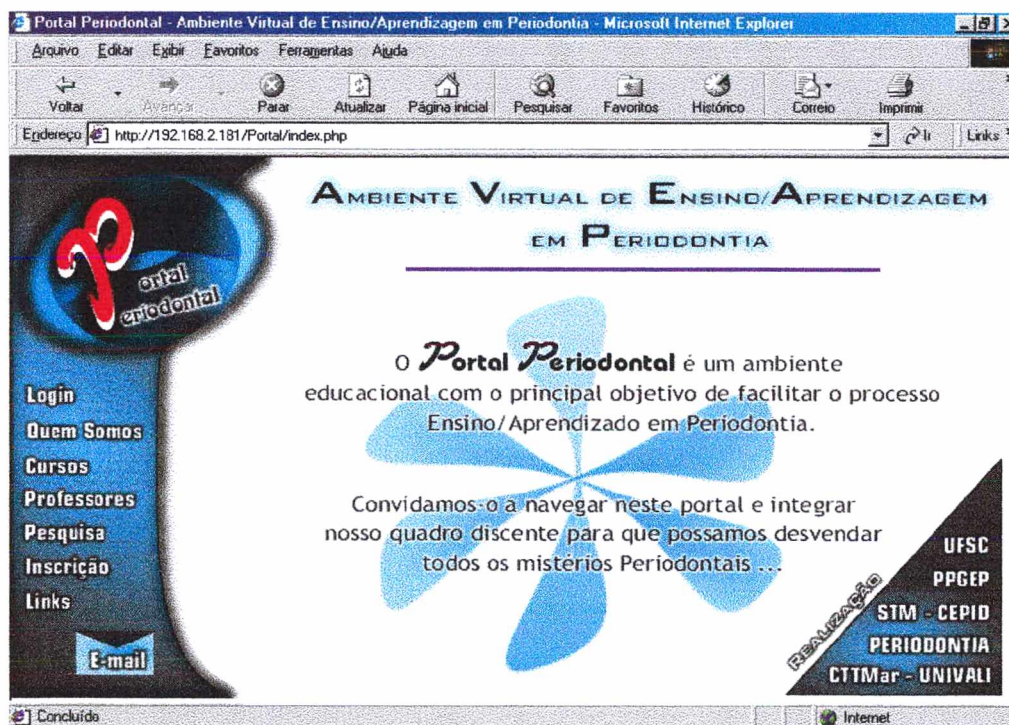 Portal Periodontal - Ambiente Virtual de Ensino/Aprendizagem em Periodontia - Microsoft Internet Explorer
Arquivo Editar Exibir Favoritos Ferramentas Ajuda
Voltar Avançar Parar Atualizar Página inicial Pesquisar Favoritos Histórico Correio Imprimir
Endereço http://192.168.2.181/Portal/index.php Ir Links
AMBIENTE VIRTUAL DE ENSINO/APRENDIZAGEM
EM PERIODONTIA
Portal
Periodontal
O Portal Periodontal é um ambiente
educacional com o principal objetivo de facilitar o processo
Ensino/Aprendizado em Periodontia.
Convidamos-o a navegar neste portal e integrar
nosso quadro discente para que possamos desvendar
todos os mistérios Periodontais ...
Login
Quem Somos
Cursos
Professores
Pesquisa
Inscrição
Links
E-mail
REALIZAÇÃO
UFSC
PPGEP
STM - CEPID
PERIODONTIA
CTTMar - UNIVALI
Concluído Internet